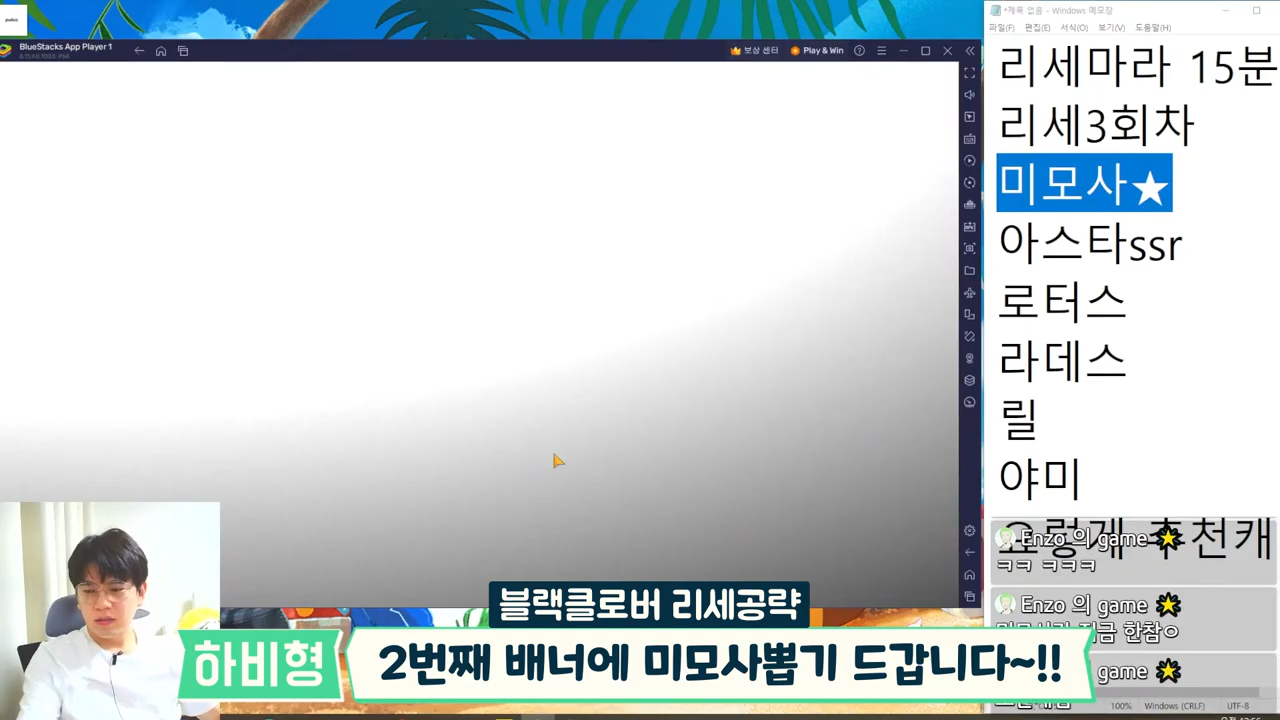 BlueStacks App Player 1
보상 센터
Play & Win
*제목 없음 - Windows 메모장
파일(F) 편집(E) 서식(O) 보기(V) 도움말(H)
리세마라 15분
리세3회차
미모사★
아스타ssr
로터스
라데스
릴
야미
요렇게 추천캐
Enzo 의 game
ㅋㅋ ㅋㅋㅋ
Enzo 의 game
game
100% Windows (CRLF) UTF-8
블랙클로버 리세공략
하비형
2번째 배너에 미모사뽑기 드갑니다~!!